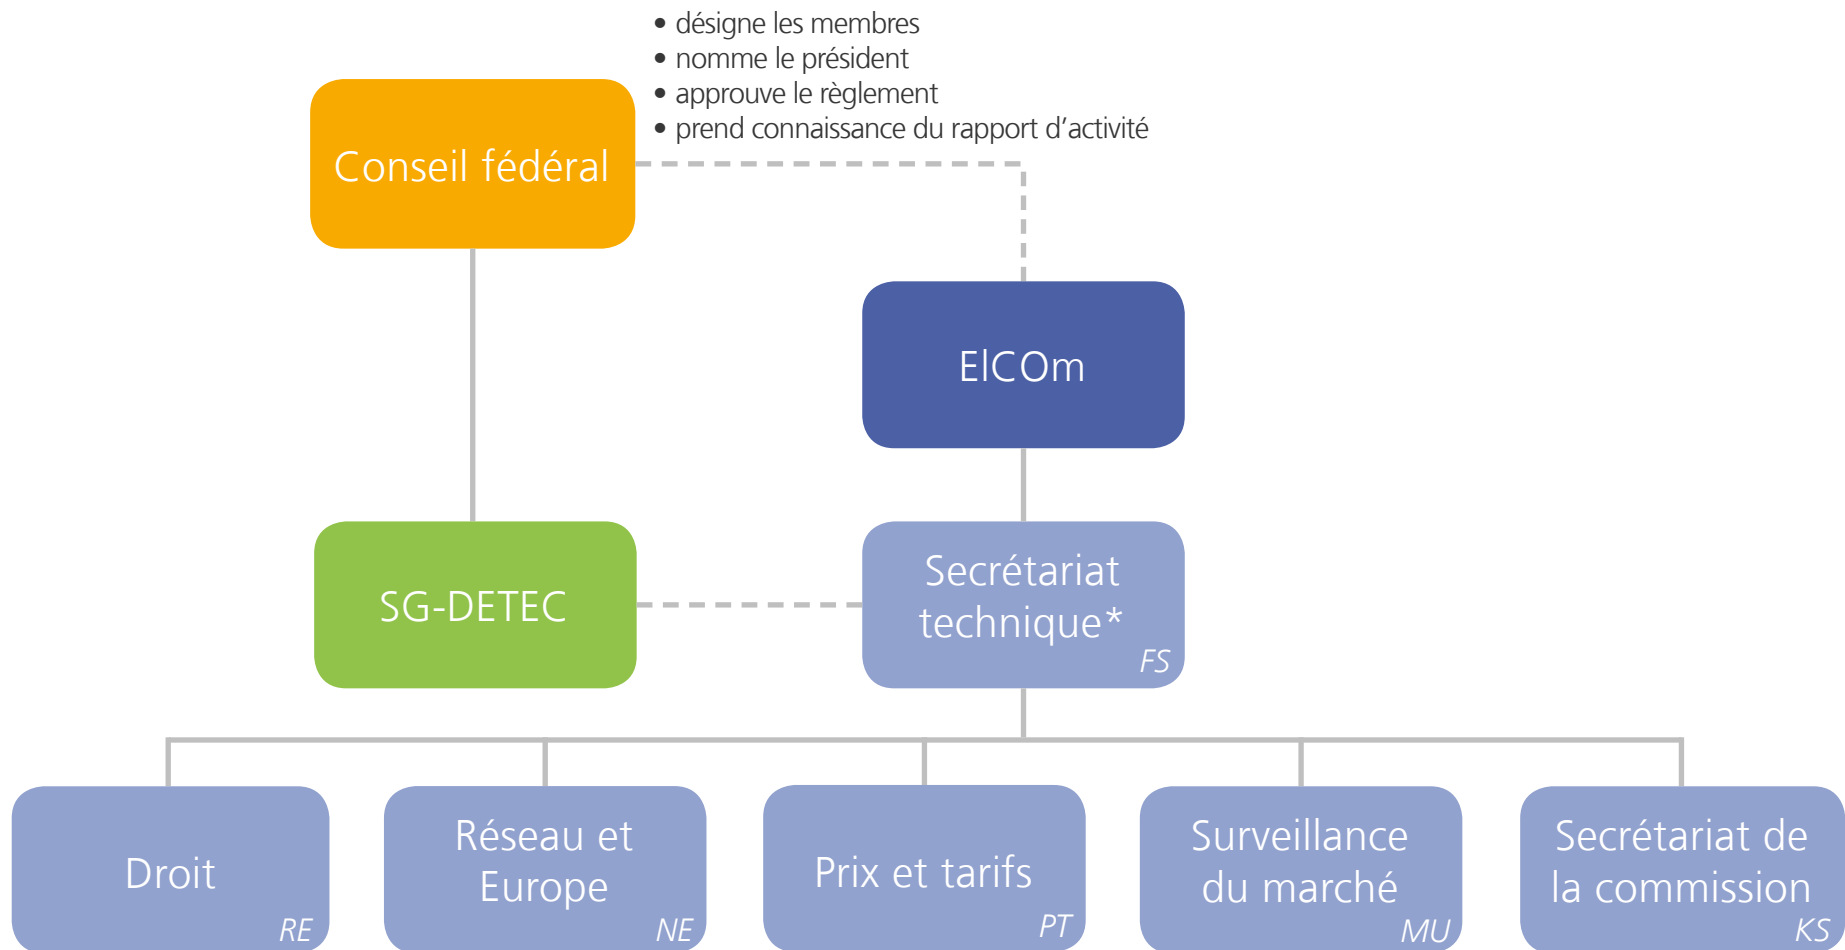 • désigne les membres
• nomme le président
• approuve le règlement
• prend connaissance du rapport d’activité
Conseil fédéral
ElCOm
SG-DETEC
Secrétariat
technique*
FS
Droit
RE
Réseau et
Europe
NE
Prix et tarifs
PT
Surveillance
du marché
MU
Secrétariat de
la commission
KS